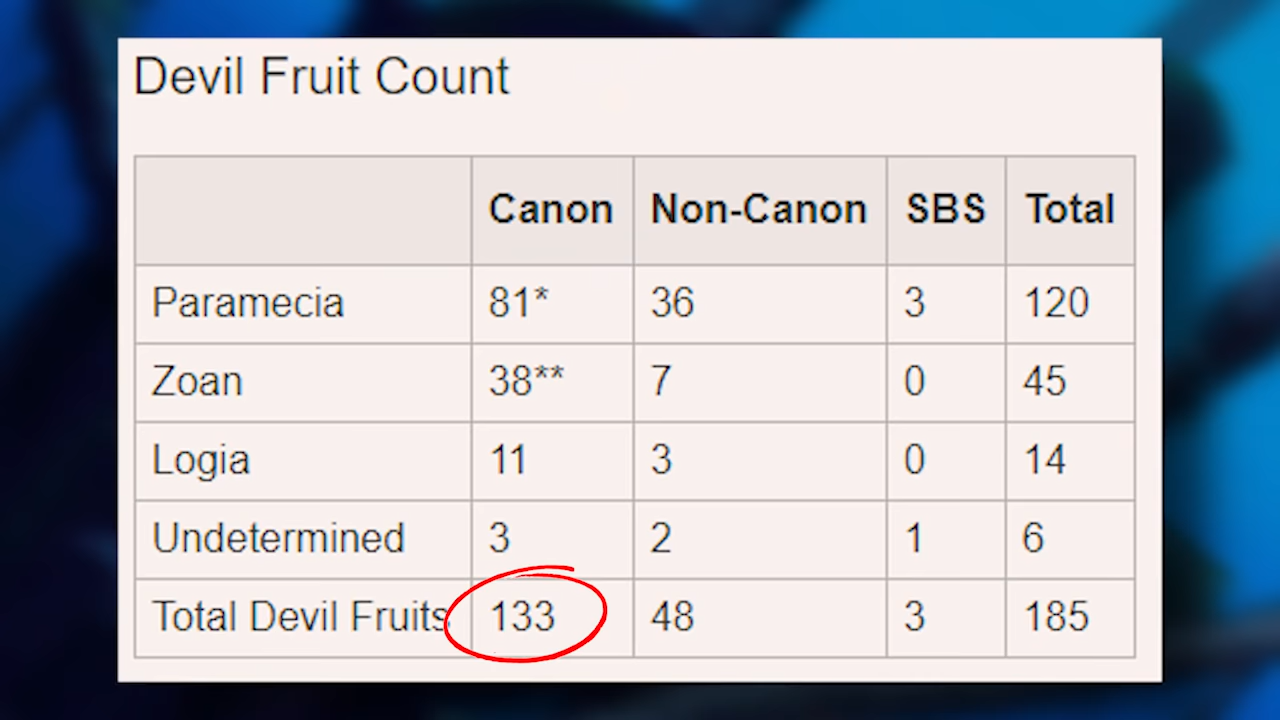 Devil Fruit Count
Canon Non-Canon SBS Total
Paramecia 81* 36 3 120
Zoan 38** 7 0 45
Logia 11 3 0 14
Undetermined 3 2 1 6
Total Devil Fruits 133 48 3 185